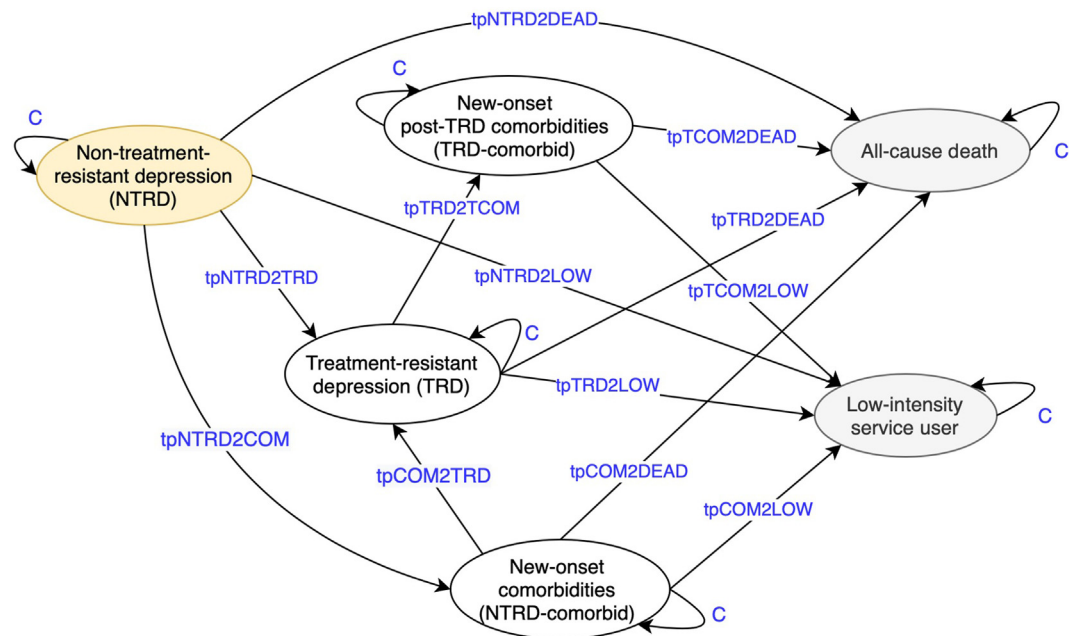 tpNTRD2DEAD
C
New-onset
post-TRD comorbidities
(TRD-comorbid)
C
Non-treatment-
resistant depression
(NTRD)
tpTCOM2DEAD
All-cause death
C
tpTRD2TCOM
tpTRD2DEAD
tpNTRD2TRD
tpNTRD2LOW
tpTCOM2LOW
C
Treatment-resistant
depression (TRD)
tpTRD2LOW
Low-intensity
service user
C
tpNTRD2COM
tpCOM2TRD
tpCOM2DEAD
tpCOM2LOW
New-onset
comorbidities
(NTRD-comorbid)
C